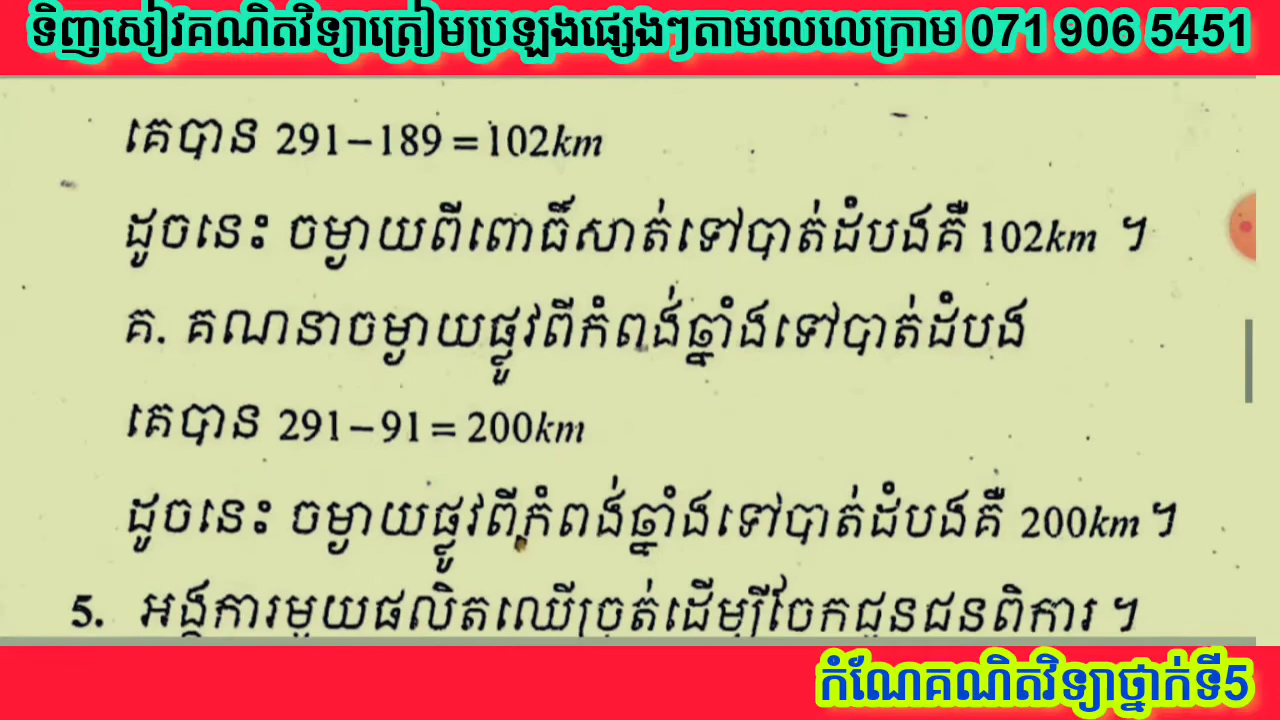 ទិញសៀវគណិតវិទ្យាត្រៀមប្រឡងផ្សេងៗតាមលេលេក្រាម 071 906 5451
គេបាន 291−189=102km
ដូចនេះ ចម្ងាយពីពោធិ៍សាត់ទៅបាត់ដំបងគឺ 102km ។
គ. គណនាចម្ងាយផ្លូវពីកំពង់ឆ្នាំងទៅបាត់ដំបង
គេបាន 291−91=200km
ដូចនេះ ចម្ងាយផ្លូវពីកំពង់ឆ្នាំងទៅបាត់ដំបងគឺ 200km ។
5. អង្គការមួយផលិតឈើច្រត់ដើម្បីចែកជូនជនពិការ ។
កំណែគណិតវិទ្យាថ្នាក់ទី5